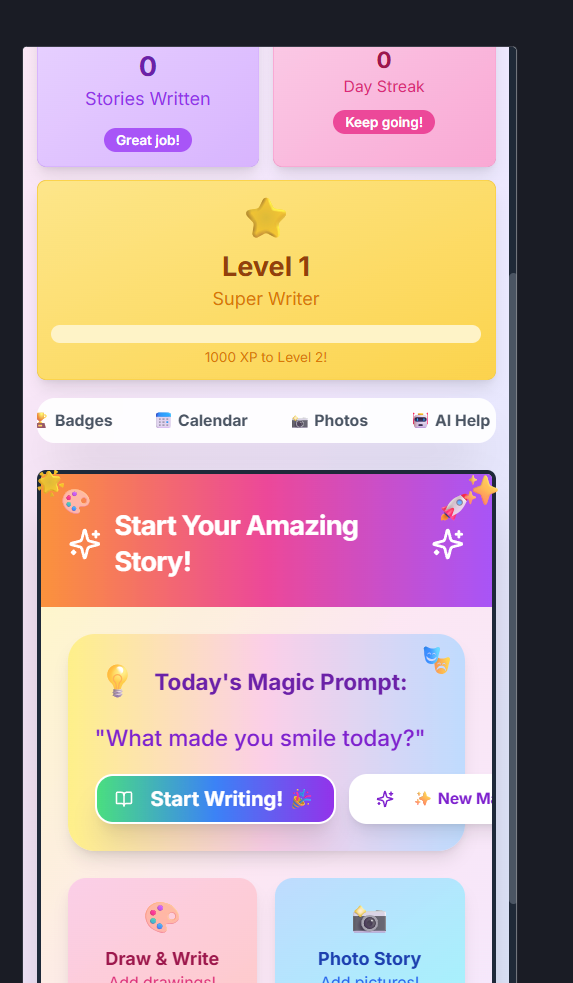 0
Stories Written
Great job!
0
Day Streak
Keep going!
Level 1
Super Writer
1000 XP to Level 2!
Badges
Calendar
Photos
AI Help
Start Your Amazing
Story!
Today's Magic Prompt:
"What made you smile today?"
Start Writing!
New
Draw & Write
Add drawings!
Photo Story
Add pictures!